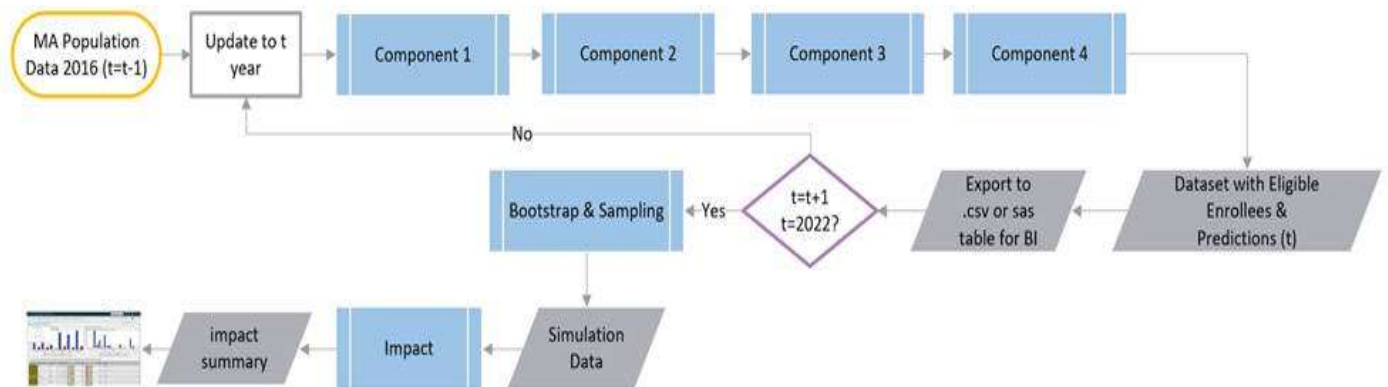 MA Population
Data 2016 (t=t-1)
Update to t
year
Component 1
Component 2
Component 3
Component 4
No
Dataset with Eligible
Enrollees &
Predictions (t)
Export to
.csv or sas
table for BI
t=t+1
t=2022?
Yes
Bootstrap & Sampling
Simulation
Data
Impact
impact
summary